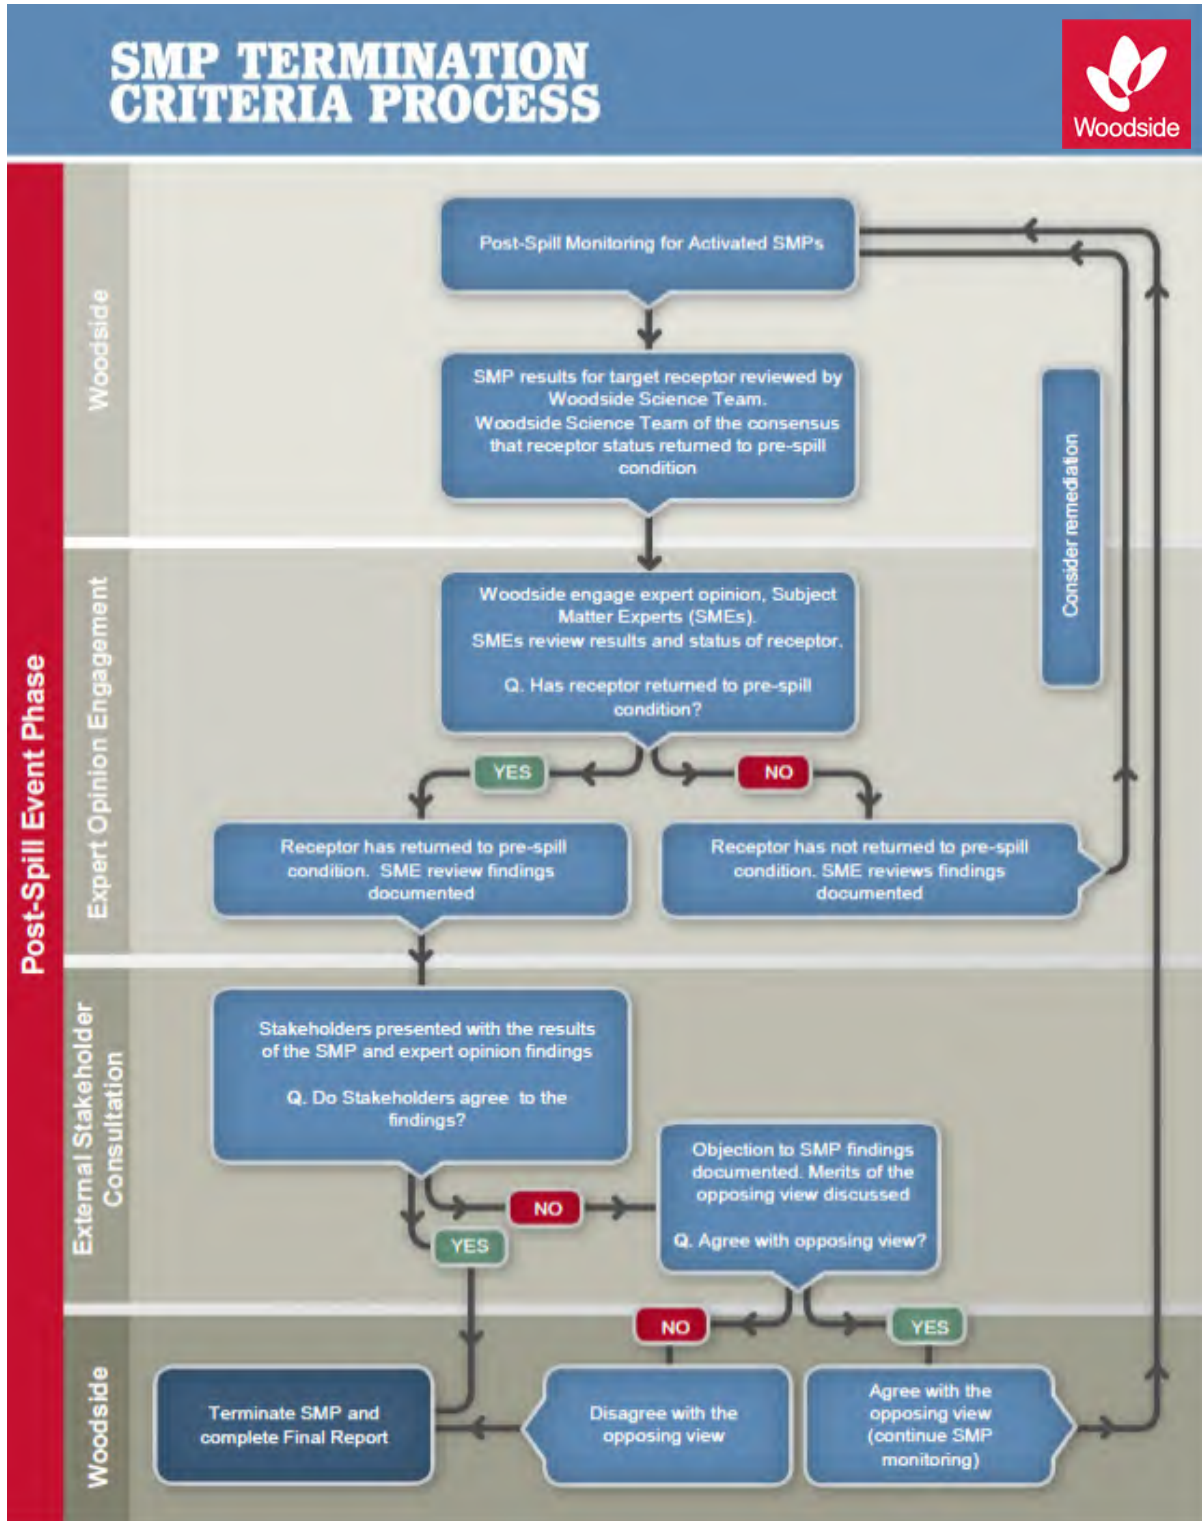 SMP TERMINATION
CRITERIA PROCESS
Woodside
Post-Spill Event Phase
Woodside
Post-Spill Monitoring for Activated SMPs
SMP results for target receptor reviewed by
Woodside Science Team.
Woodside Science Team of the consensus
that receptor status returned to pre-spill
condition
Consider remediation
Expert Opinion Engagement
Woodside engage expert opinion, Subject
Matter Experts (SMEs).
SMEs review results and status of receptor.
Q. Has receptor returned to pre-spill
condition?
YES
NO
Receptor has returned to pre-spill
condition. SME review findings
documented
Receptor has not returned to pre-spill
condition. SME reviews findings
documented
External Stakeholder
Consultation
Stakeholders presented with the results
of the SMP and expert opinion findings
Q. Do Stakeholders agree to the
findings?
NO
YES
Objection to SMP findings
documented. Merits of the
opposing view discussed
Q. Agree with opposing view?
NO
YES
Woodside
Terminate SMP and
complete Final Report
Disagree with the
opposing view
Agree with the
opposing view
(continue SMP
monitoring)